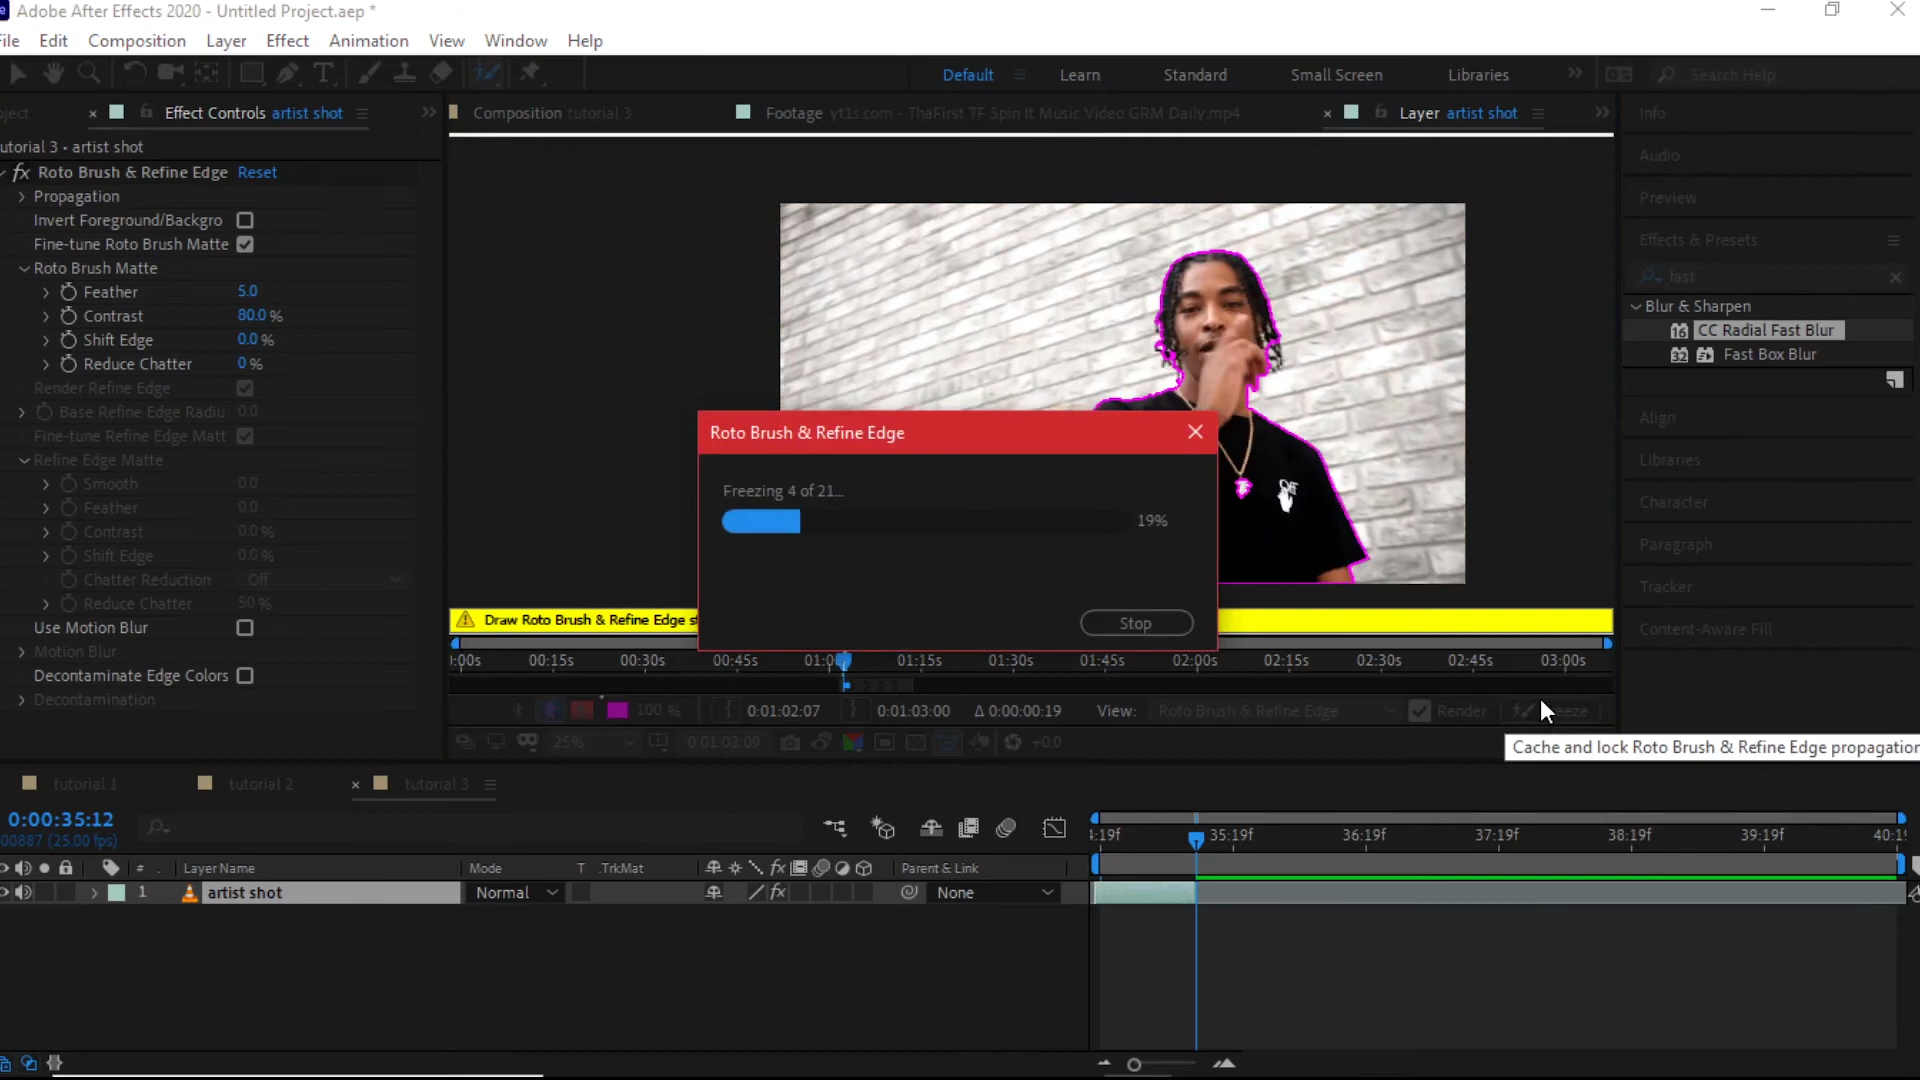 Adobe After Effects 2020 - Untitled Project.aep *
File Edit Composition Layer Effect Animation View Window Help
Default Learn Standard Small Screen Libraries Search Help
Effect Controls artist shot
Composition tutorial 3
Footage yt1s.com - ThaFirst TF Spin It Music Video GRM Daily.mp4
Layer artist shot
utorial 3 • artist shot
fx Roto Brush & Refine Edge Reset
Propagation
Invert Foreground/Backgro
Fine-tune Roto Brush Matte
Roto Brush Matte
Feather 5.0
Contrast 80.0 %
Shift Edge 0.0 %
Reduce Chatter 0 %
Render Refine Edge
Base Refine Edge Radiu 0.0
Fine-tune Refine Edge Matt
Refine Edge Matte
Smooth 0.0
Feather 0.0
Contrast 0.0 %
Shift Edge 0.0 %
Chatter Reduction Off
Reduce Chatter 50 %
Use Motion Blur
Motion Blur
Decontaminate Edge Colors
Decontamination
Roto Brush & Refine Edge
Freezing 4 of 21...
19%
Stop
Off
Draw Roto Brush & Refine Edge s
:00s 00:15s 00:30s 00:45s 01:0 01:15s 01:30s 01:45s 02:00s 02:15s 02:30s 02:45s 03:00s
100 % 0:01:02:07 0:01:03:00 Δ 0:00:00:19 View: Roto Brush & Refine Edge Render
25% 0:01:02:09 +0.0
Cache and lock Roto Brush & Refine Edge propagation
Info
Audio
Preview
Effects & Presets
fast
Blur & Sharpen
16 CC Radial Fast Blur
32 Fast Box Blur
Align
Libraries
Character
Paragraph
Tracker
Content-Aware Fill
tutorial 1 tutorial 2 tutorial 3
0:00:35:12
00887 (25.00 fps)
4:19f 35:19f 36:19f 37:19f 38:19f 39:19f 40:19
# Layer Name Mode T .TrkMat fx Parent & Link
1 artist shot Normal fx None